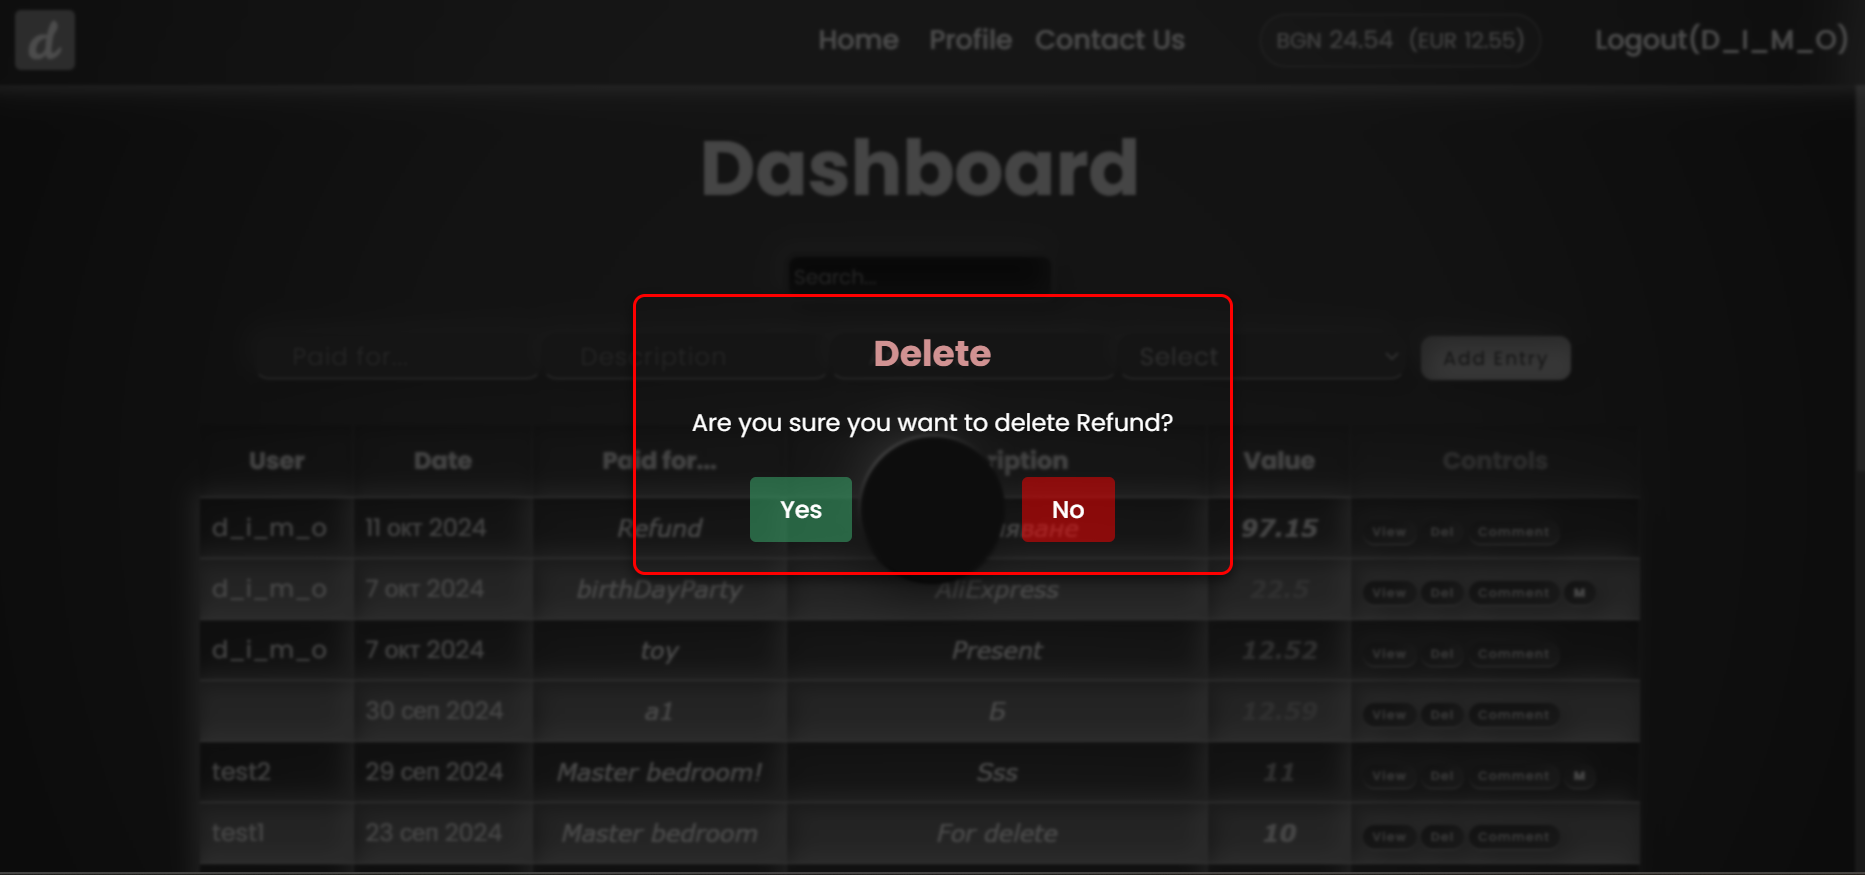 d
Home Profile Contact Us BGN 24.54 (EUR 12.55) Logout(D_I_M_O)
Dashboard
Search...
Paid for... Description Select Add Entry
Delete
Are you sure you want to delete Refund?
Yes No
User Date Paid for... Value Controls
d_i_m_o 11 окт 2024 Refund 97.15 View Del Comment
d_i_m_o 7 окт 2024 birthDayParty AliExpress 22.5 View Del Comment M
d_i_m_o 7 окт 2024 toy Present 12.52 View Del Comment
30 сеп 2024 a1 Б 12.59 View Del Comment
test2 29 сеп 2024 Master bedroom! Sss 11 View Del Comment M
test1 23 сеп 2024 Master bedroom For delete 10 View Del Comment